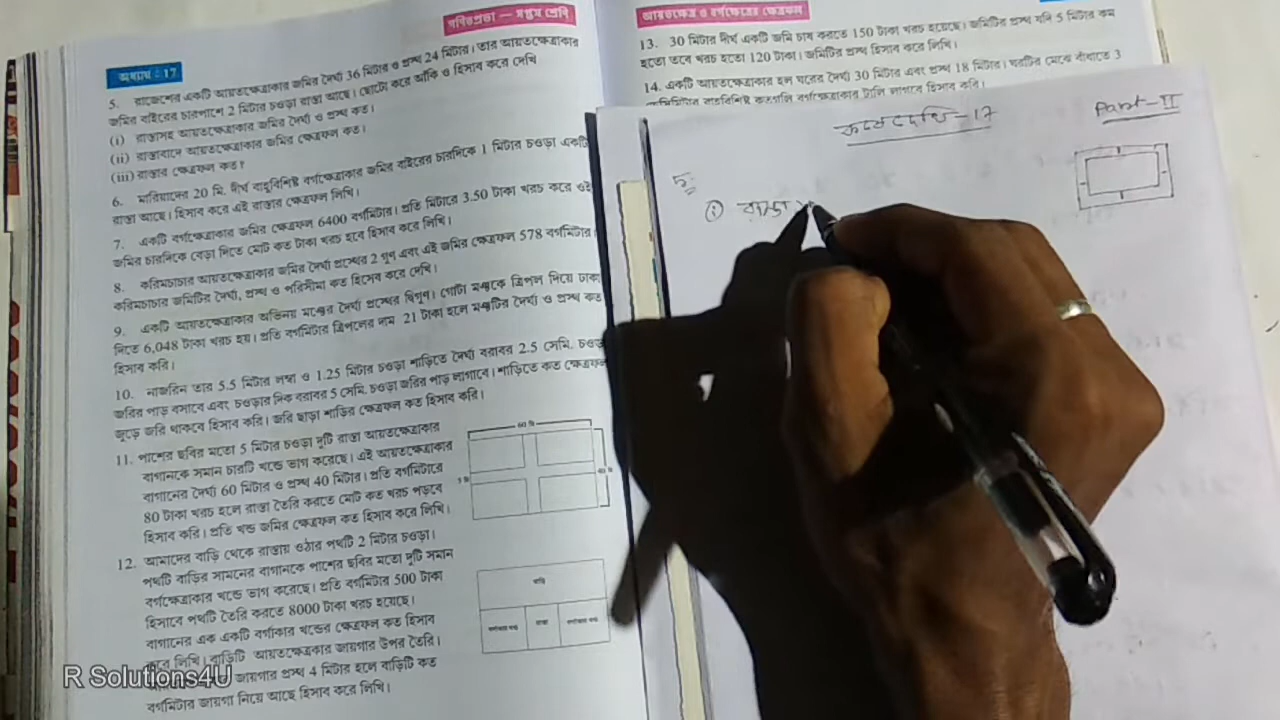 গণিতপ্রভা — সপ্তম শ্রেণি
অধ্যায় : 17
5. রাজেশের একটি আয়তক্ষেত্রাকার জমির দৈর্ঘ্য 36 মিটার ও প্রস্থ 24 মিটার। তার আয়তক্ষেত্রাকার
জমির বাইরের চারপাশে 2 মিটার চওড়া রাস্তা আছে। ছোটো করে আঁকি ও হিসাব করে দেখি
(i) রাস্তাসহ আয়তক্ষেত্রাকার জমির দৈর্ঘ্য ও প্রস্থ কত।
(ii) রাস্তাবাদে আয়তক্ষেত্রাকার জমির ক্ষেত্রফল কত।
(iii) রাস্তার ক্ষেত্রফল কত?
6. মারিয়াদের 20 মি. দীর্ঘ বাহুবিশিষ্ট বর্গক্ষেত্রাকার জমির বাইরের চারদিকে 1 মিটার চওড়া একটি
রাস্তা আছে। হিসাব করে এই রাস্তার ক্ষেত্রফল লিখি।
7. একটি বর্গক্ষেত্রাকার জমির ক্ষেত্রফল 6400 বর্গমিটার। প্রতি মিটারে 3.50 টাকা খরচ করে ওই
জমির চারদিকে বেড়া দিতে মোট কত টাকা খরচ হবে হিসাব করে লিখি।
8. করিমচাচার আয়তক্ষেত্রাকার জমির দৈর্ঘ্য প্রস্থের 2 গুণ এবং এই জমির ক্ষেত্রফল 578 বর্গমিটার।
করিমচাচার জমিটির দৈর্ঘ্য, প্রস্থ ও পরিসীমা কত হিসেব করে দেখি।
9. একটি আয়তক্ষেত্রাকার অভিনয় মঞ্চের দৈর্ঘ্য প্রস্থের দ্বিগুণ। গোটা মঞ্চকে ত্রিপল দিয়ে ঢাকা
দিতে 6,048 টাকা খরচ হয়। প্রতি বর্গমিটার ত্রিপলের দাম 21 টাকা হলে মঞ্চটির দৈর্ঘ্য ও প্রস্থ কত
হিসাব করি।
10. নাজরিন তার 5.5 মিটার লম্বা ও 1.25 মিটার চওড়া শাড়িতে দৈর্ঘ্য বরাবর 2.5 সেমি. চওড়
জরির পাড় বসাবে এবং চওড়ার দিক বরাবর 5 সেমি. চওড়া জরির পাড় লাগাবে। শাড়িতে কত ক্ষেত্রফল
জুড়ে জরি থাকবে হিসাব করি। জরি ছাড়া শাড়ির ক্ষেত্রফল কত হিসাব করি।
11. পাশের ছবির মতো 5 মিটার চওড়া দুটি রাস্তা আয়তক্ষেত্রাকার
বাগানকে সমান চারটি খন্ডে ভাগ করেছে। এই আয়তক্ষেত্রাকার
বাগানের দৈর্ঘ্য 60 মিটার ও প্রস্থ 40 মিটার। প্রতি বর্গমিটারে
80 টাকা খরচ হলে রাস্তা তৈরি করতে মোট কত খরচ পড়বে
হিসাব করি। প্রতি খন্ড জমির ক্ষেত্রফল কত হিসাব করে লিখি।
60 মি
12. আমাদের বাড়ি থেকে রাস্তায় ওঠার পথটি 2 মিটার চওড়া।
পথটি বাড়ির সামনের বাগানকে পাশের ছবির মতো দুটি সমান
বর্গক্ষেত্রাকার খন্ডে ভাগ করেছে। প্রতি বর্গমিটার 500 টাকা
হিসাবে পথটি তৈরি করতে 8000 টাকা খরচ হয়েছে।
বাগানের এক একটি বর্গাকার খন্ডের ক্ষেত্রফল কত হিসাব
করে লিখি। বাড়িটি আয়তক্ষেত্রাকার জায়গার উপর তৈরি।
জায়গার প্রস্থ 4 মিটার হলে বাড়িটি কত
বর্গমিটার জায়গা নিয়ে আছে হিসাব করে লিখি।
বাড়ি
রাস্তা
আয়তক্ষেত্র ও বর্গক্ষেত্রের ক্ষেত্রফল
13. 30 মিটার দীর্ঘ একটি জমি চাষ করতে 150 টাকা খরচ হয়েছে। জমিটির প্রস্থ যদি 5 মিটার কম
হতো তবে খরচ হতো 120 টাকা। জমিটির প্রস্থ হিসাব করে লিখি।
14. একটি আয়তক্ষেত্রাকার হল ঘরের দৈর্ঘ্য 30 মিটার এবং প্রস্থ 18 মিটার। ঘরটির মেঝে বাঁধাতে 3
ডেসিমিটার বাহুবিশিষ্ট কতগুলি বর্গক্ষেত্রাকার টালি লাগবে হিসাব করি।
কষে দেখি - 17
Part-II
5.
(i) রাস্তা
R Solutions4U